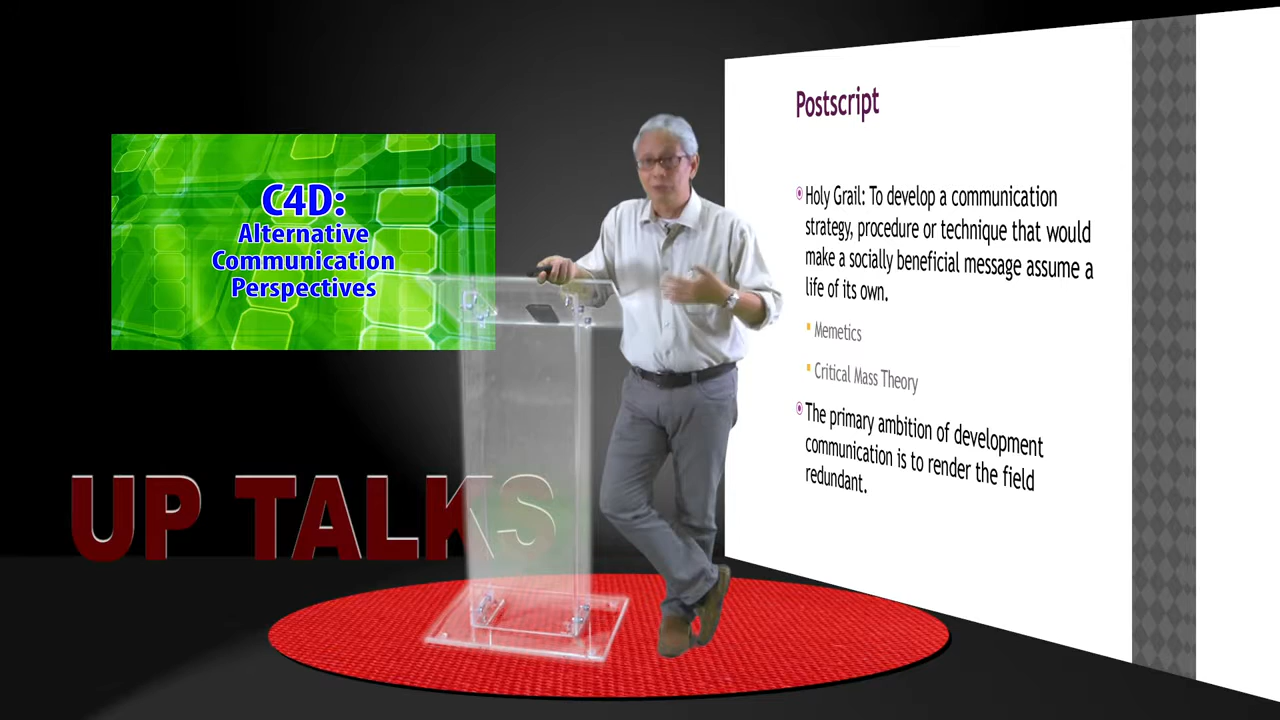 C4D:
Alternative
Communication
Perspectives
UP TALKS
Postscript
Holy Grail: To develop a communication
strategy, procedure or technique that would
make a socially beneficial message assume a
life of its own.
Memetics
Critical Mass Theory
The primary ambition of development
communication is to render the field
redundant.